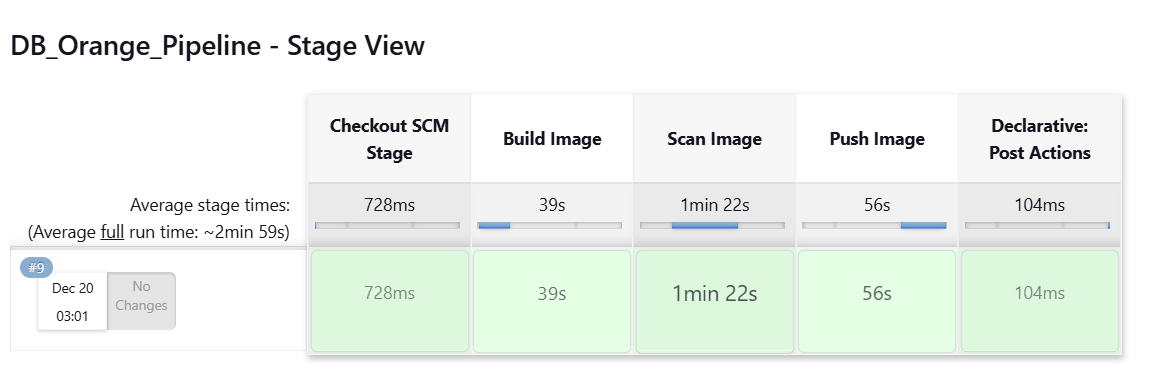 DB_Orange_Pipeline - Stage View
Checkout SCM
Stage
Build Image
Scan Image
Push Image
Declarative:
Post Actions
Average stage times:
(Average full run time: ~2min 59s)
728ms
39s
1min 22s
56s
104ms
#9
Dec 20
03:01
No
Changes
728ms
39s
1min 22s
56s
104ms